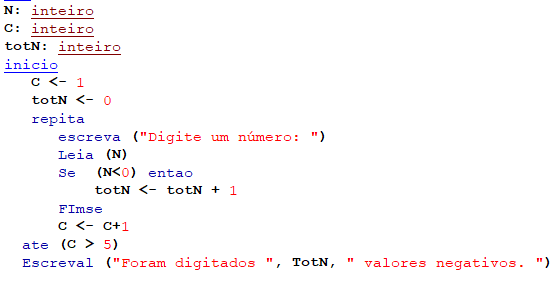 N: inteiro
C: inteiro
totN: inteiro
inicio
C <- 1
totN <- 0
repita
escreva ("Digite um número: ")
Leia (N)
Se (N<0) entao
totN <- totN + 1
FImse
C <- C+1
ate (C > 5)
Escreval ("Foram digitados ", TotN, " valores negativos. ")